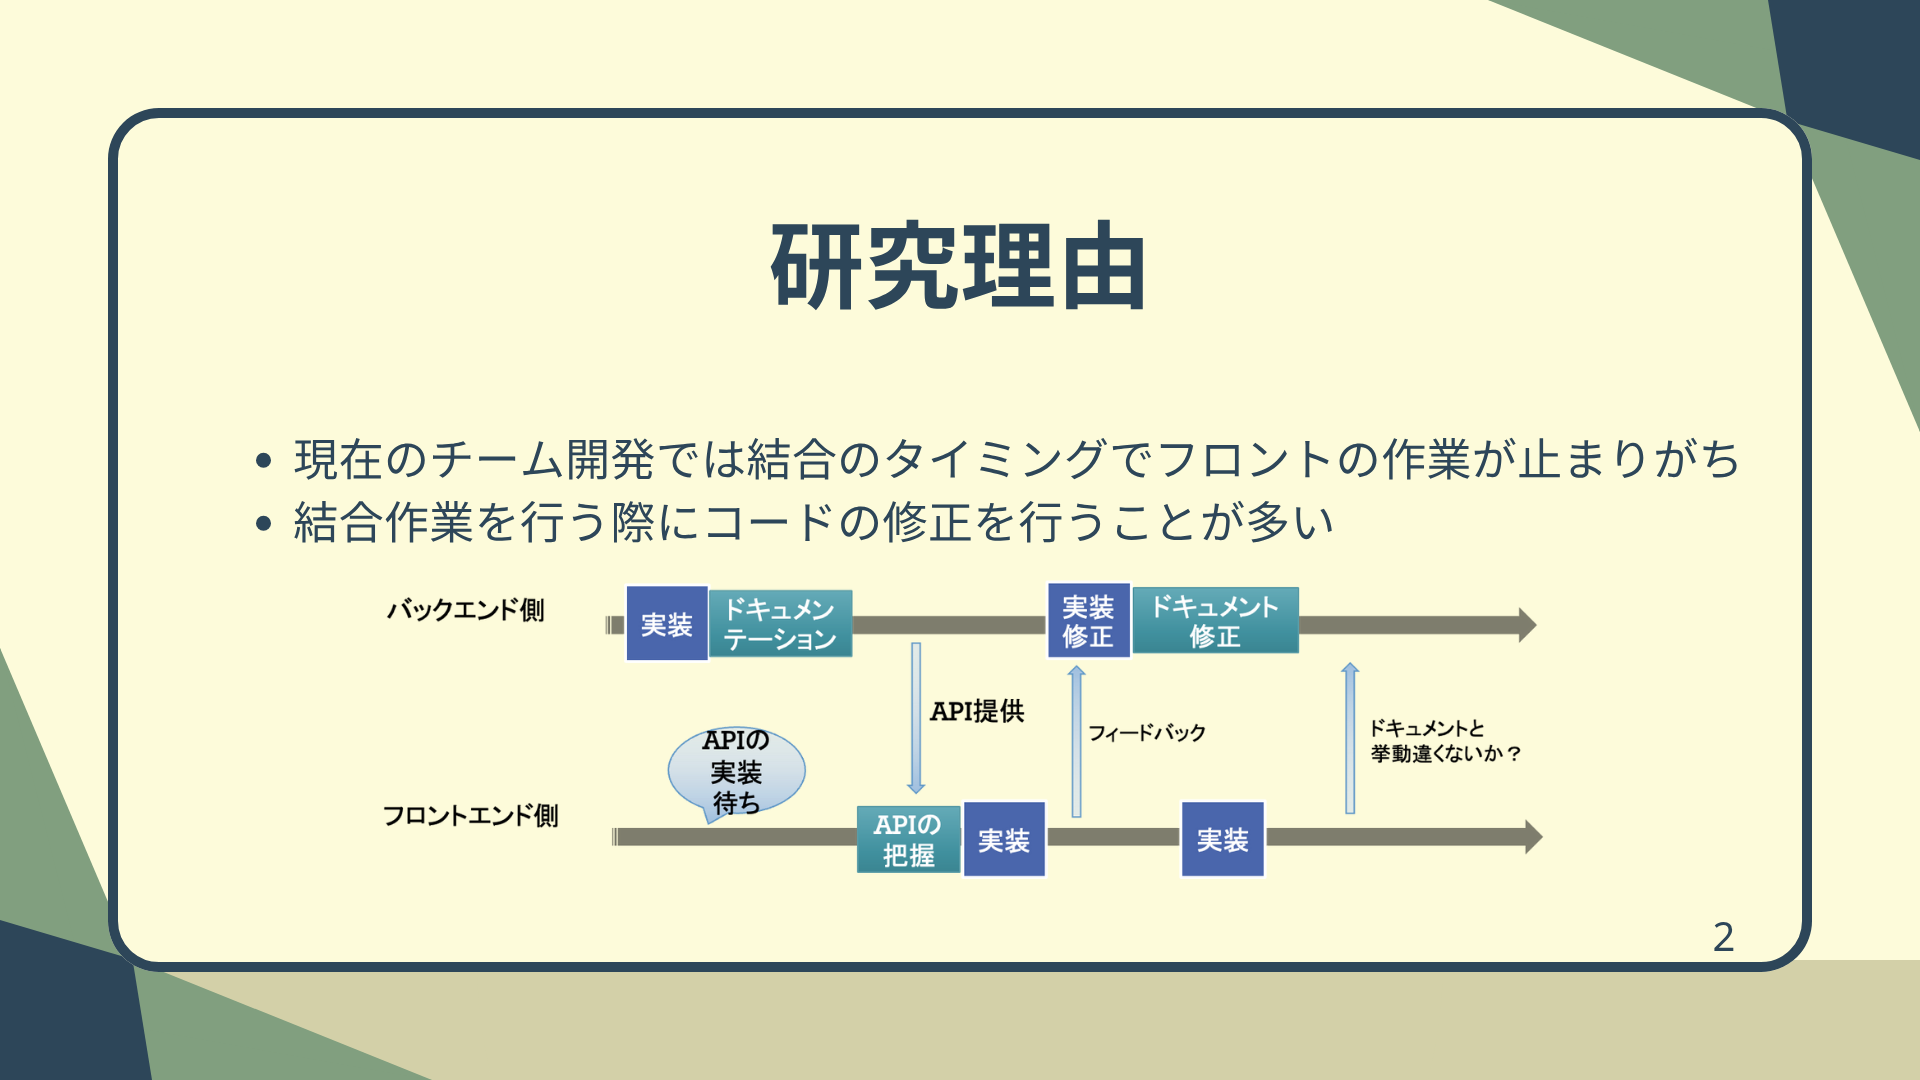 研究理由
• 現在のチーム開発では結合のタイミングでフロントの作業が止まりがち
• 結合作業を行う際にコードの修正を行うことが多い
バックエンド側
実装
ドキュメン
テーション
実装
修正
ドキュメント
修正
API提供
フィードバック
ドキュメントと
挙動違くないか？
APIの
実装
待ち
フロントエンド側
APIの
把握
実装
実装
2